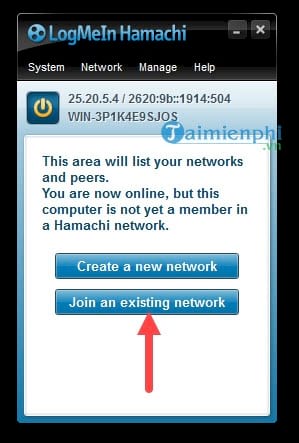 LogMeIn Hamachi
System Network Manage Help
25.20.5.4 / 2620:9b::1914:504
WIN-3P1K4E9SJOS
Taimienphi
.vn
This area will list your networks
and peers.
You are now online, but this
computer is not yet a member in
a Hamachi network.
Create a new network
Join an existing network